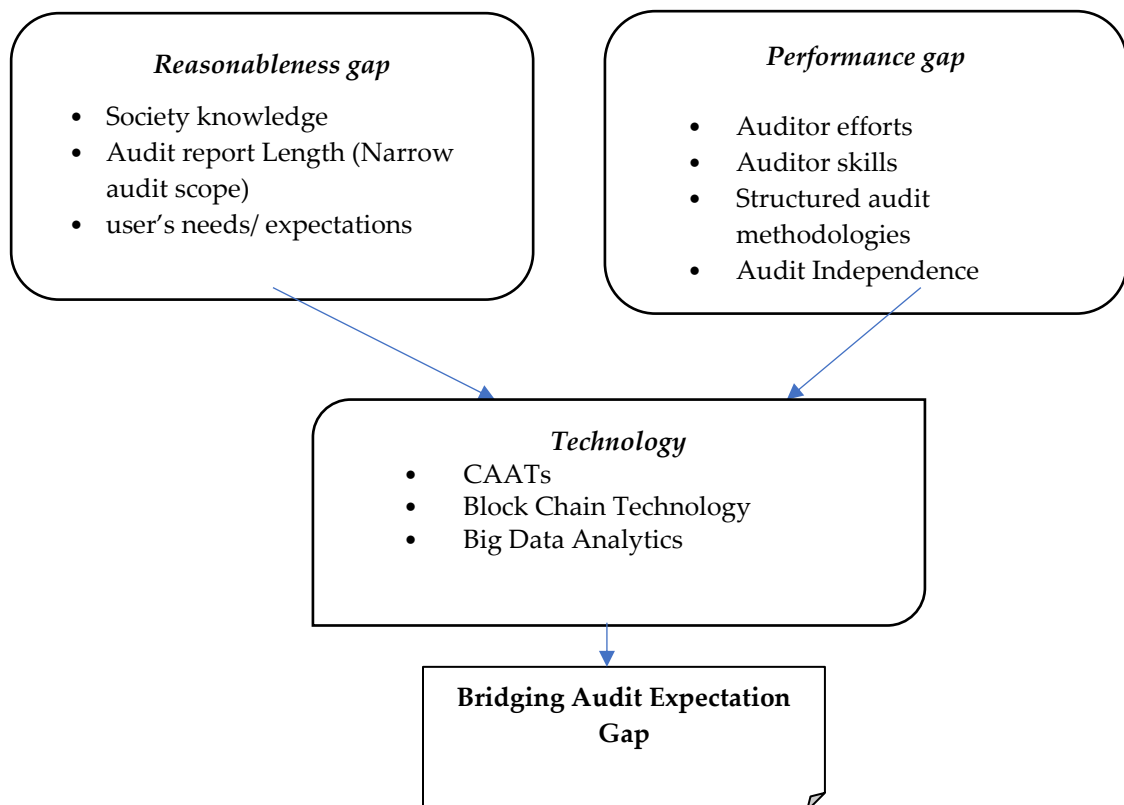 Reasonableness gap
• Society knowledge
• Audit report Length (Narrow
audit scope)
• user’s needs/ expectations
Performance gap
• Auditor efforts
• Auditor skills
• Structured audit
methodologies
• Audit Independence
Technology
• CAATs
• Block Chain Technology
• Big Data Analytics
Bridging Audit Expectation
Gap